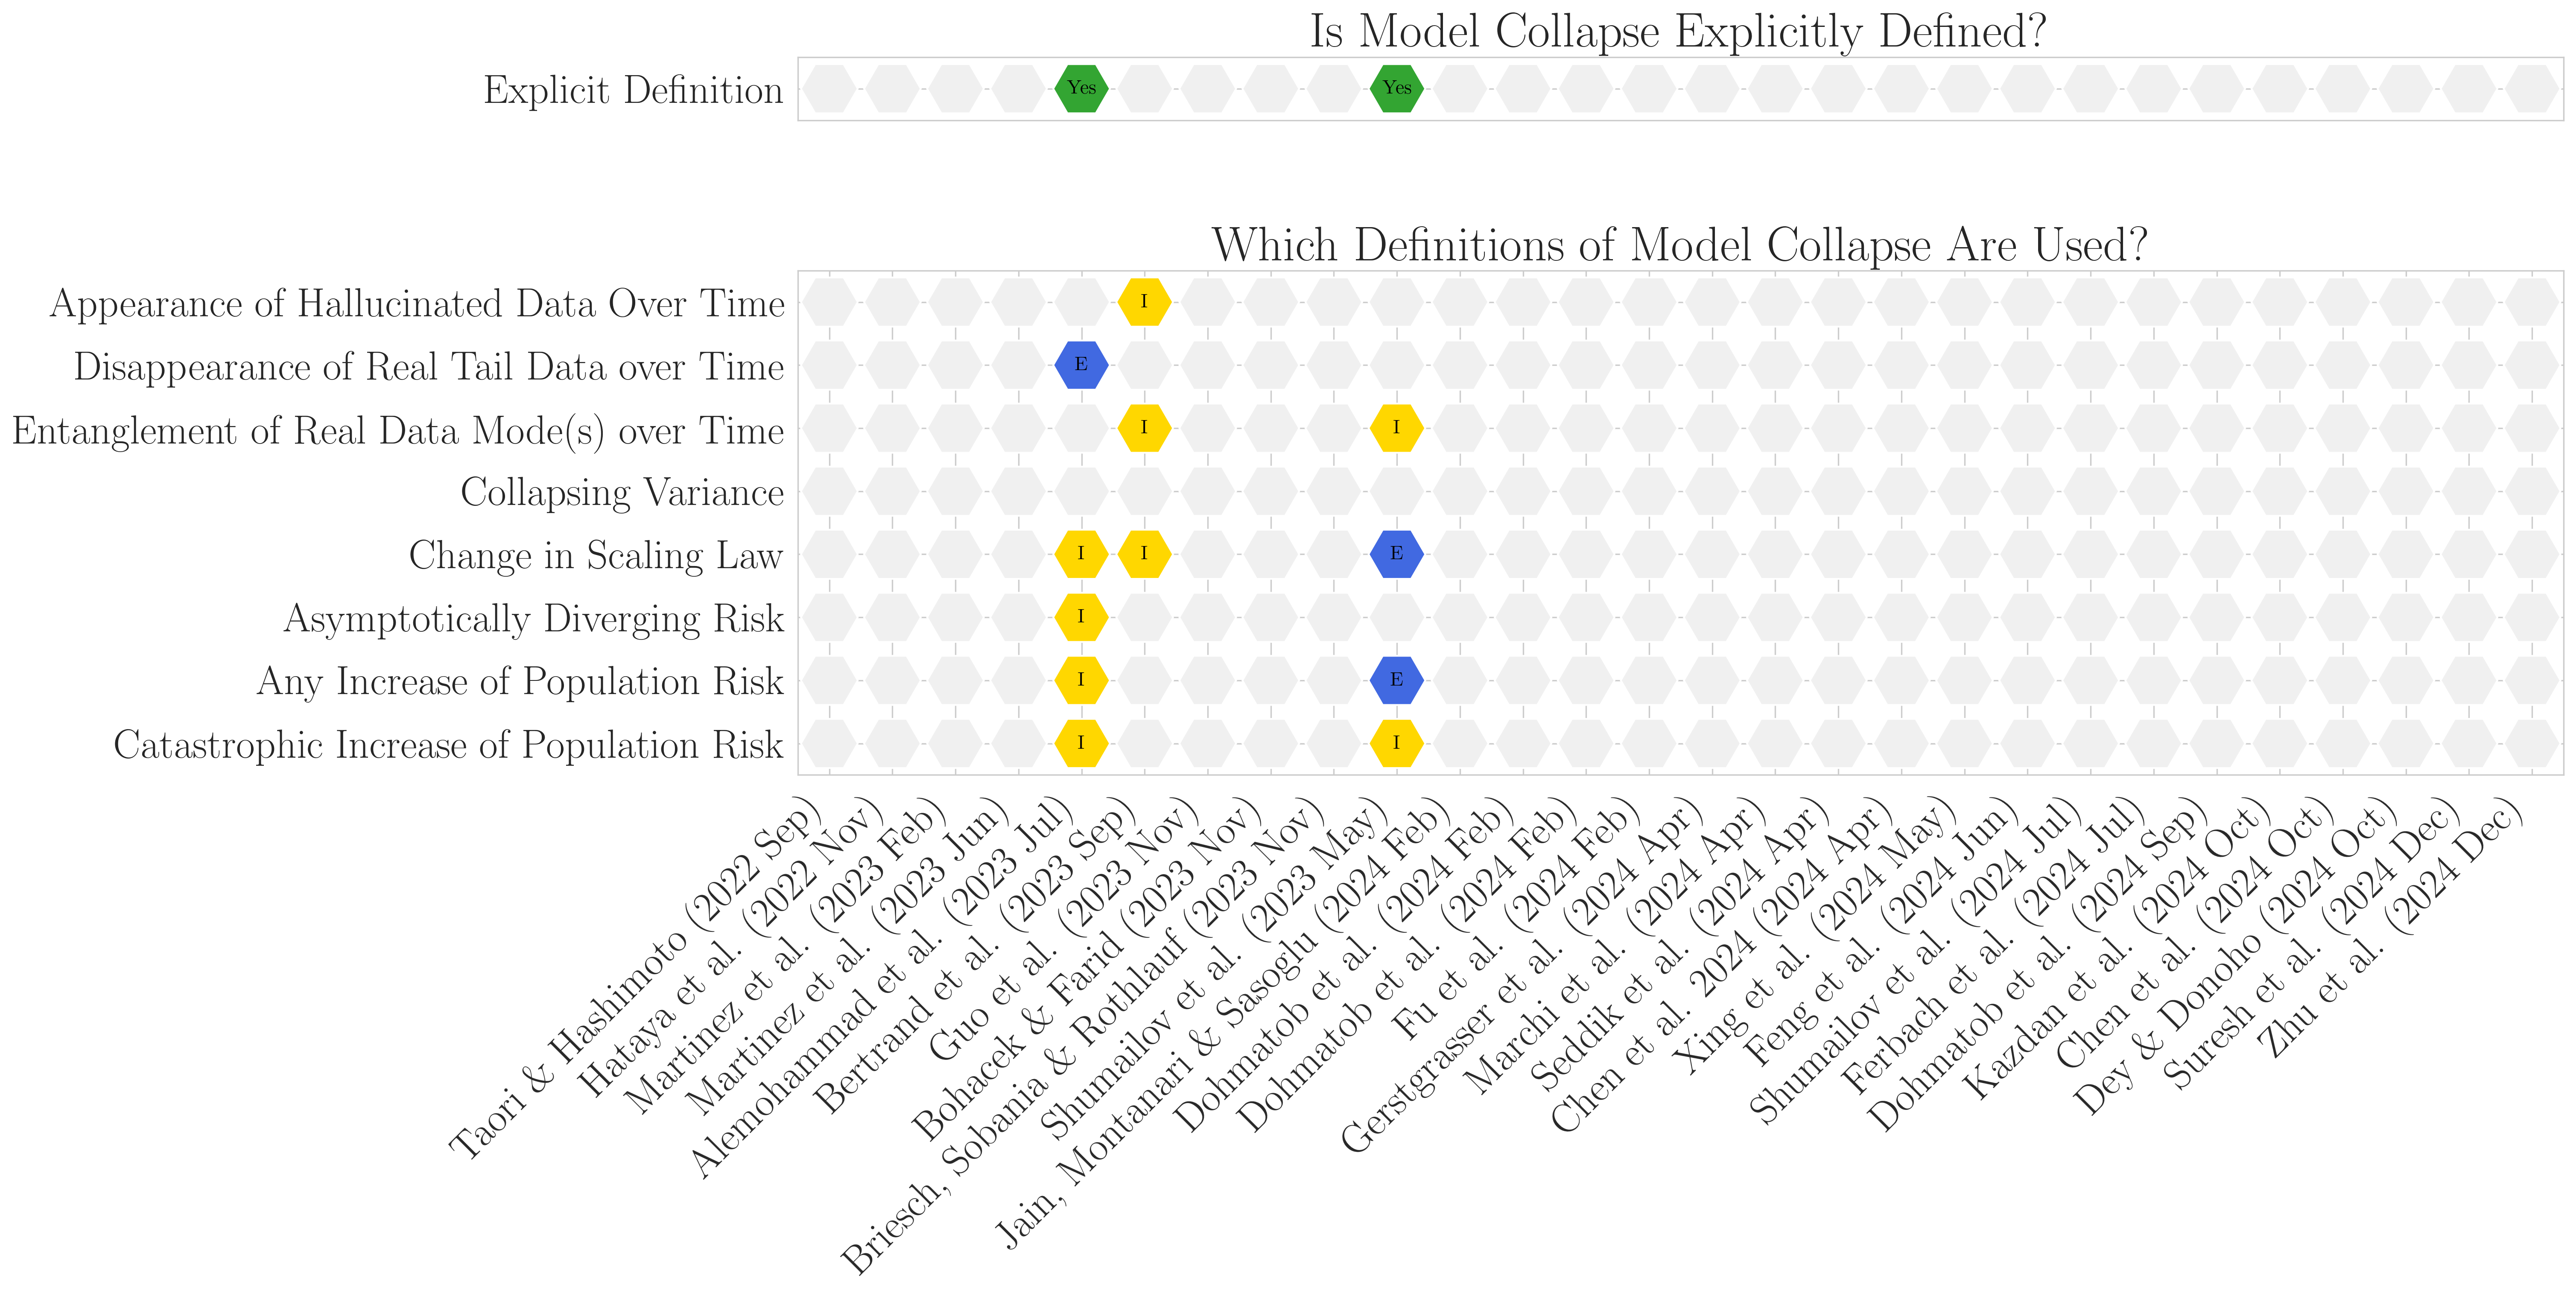 Is Model Collapse Explicitly Defined?
Explicit Definition
Yes
Yes
Which Definitions of Model Collapse Are Used?
Appearance of Hallucinated Data Over Time
I
Disappearance of Real Tail Data over Time
E
Entanglement of Real Data Mode(s) over Time
I
I
Collapsing Variance
Change in Scaling Law
I
I
E
Asymptotically Diverging Risk
I
Any Increase of Population Risk
I
E
Catastrophic Increase of Population Risk
I
I
Taori & Hashimoto (2022 Sep)
Hataya et al. (2022 Nov)
Martinez et al. (2023 Feb)
Martinez et al. (2023 Jun)
Alemohammad et al. (2023 Jul)
Bertrand et al. (2023 Sep)
Guo et al. (2023 Nov)
Bohacek & Farid (2023 Nov)
Briesch, Sobania & Rothlauf (2023 Nov)
Shumailov et al. (2023 May)
Jain, Montanari & Sasoglu (2024 Feb)
Dohmatob et al. (2024 Feb)
Dohmatob et al. (2024 Feb)
Fu et al. (2024 Feb)
Gerstgrasser et al. (2024 Apr)
Marchi et al. (2024 Apr)
Seddik et al. (2024 Apr)
Chen et al. 2024 (2024 Apr)
Xing et al. (2024 May)
Feng et al. (2024 Jun)
Shumailov et al. (2024 Jul)
Ferbach et al. (2024 Jul)
Dohmatob et al. (2024 Sep)
Kazdan et al. (2024 Oct)
Chen et al. (2024 Oct)
Dey & Donoho (2024 Oct)
Suresh et al. (2024 Dec)
Zhu et al. (2024 Dec)